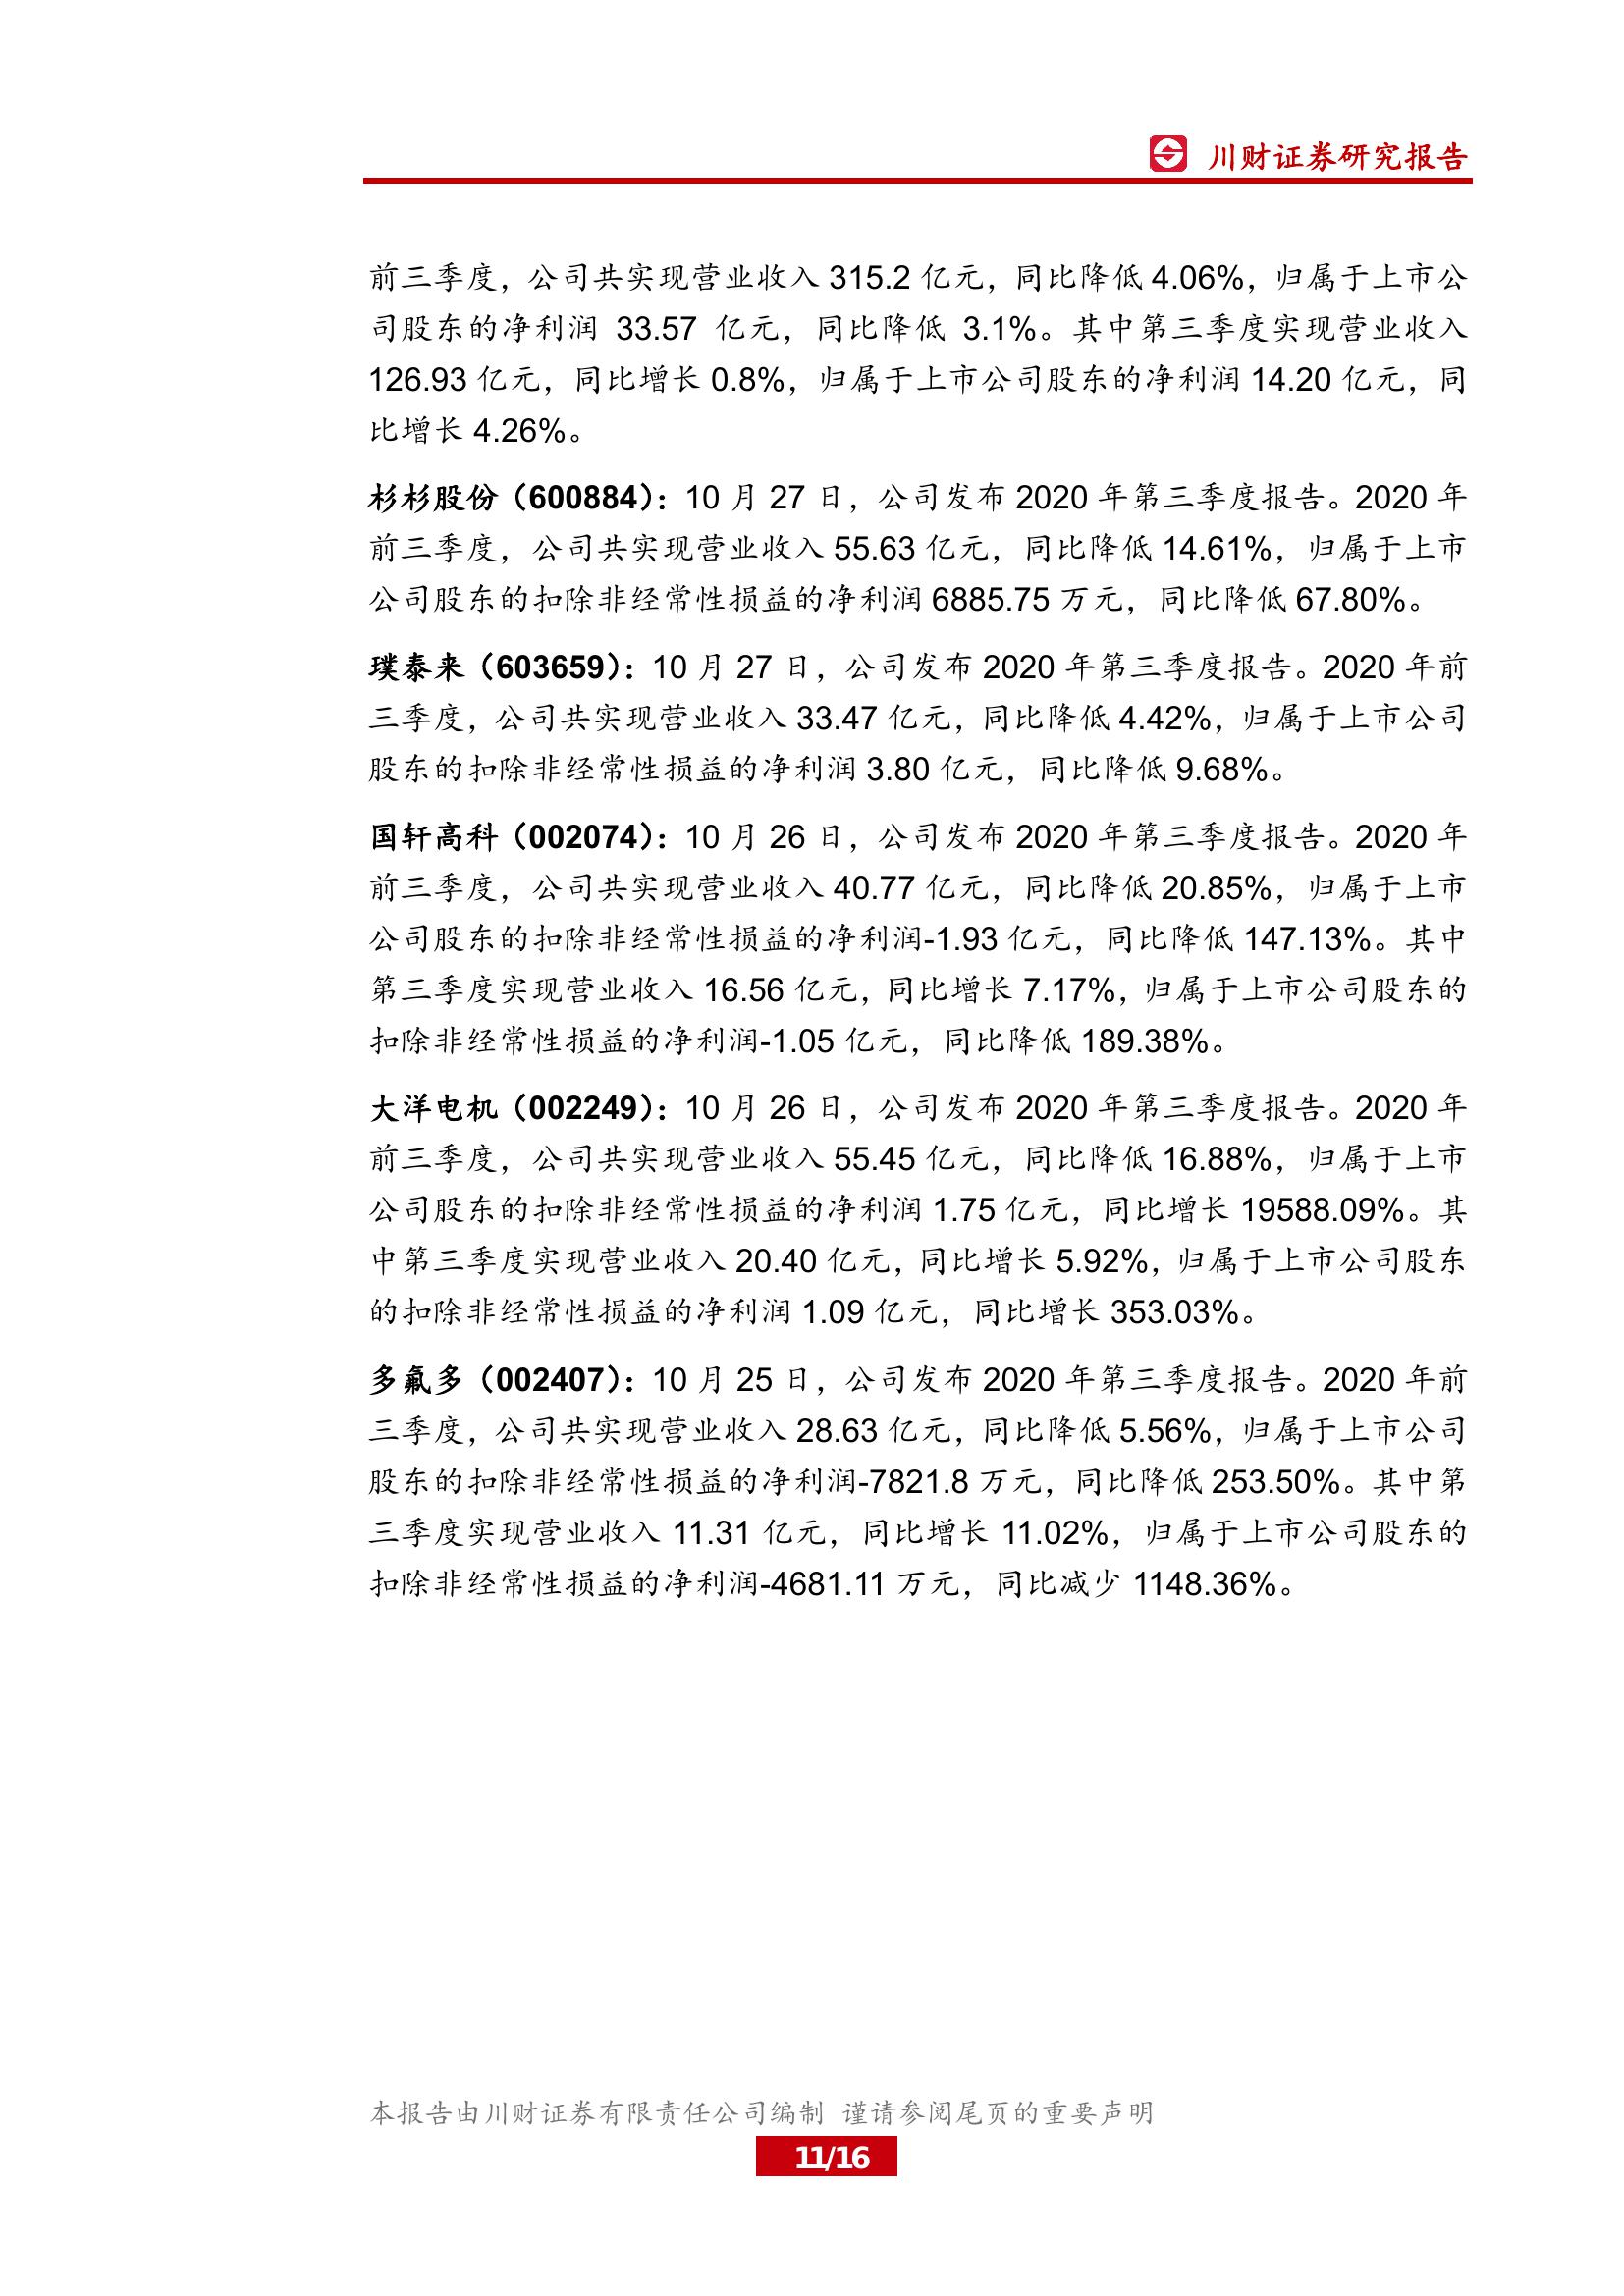 川财证券研究报告
前三季度，公司共实现营业收入 315.2 亿元，同比降低 4.06%，归属于上市公
司股东的净利润 33.57 亿元，同比降低 3.1%。其中第三季度实现营业收入
126.93 亿元，同比增长 0.8%，归属于上市公司股东的净利润 14.20 亿元，同
比增长 4.26%。
杉杉股份（600884）：10 月 27 日，公司发布 2020 年第三季度报告。2020 年
前三季度，公司共实现营业收入 55.63 亿元，同比降低 14.61%，归属于上市
公司股东的扣除非经常性损益的净利润 6885.75 万元，同比降低 67.80%。
璞泰来（603659）：10 月 27 日，公司发布 2020 年第三季度报告。2020 年前
三季度，公司共实现营业收入 33.47 亿元，同比降低 4.42%，归属于上市公司
股东的扣除非经常性损益的净利润 3.80 亿元，同比降低 9.68%。
国轩高科（002074）：10 月 26 日，公司发布 2020 年第三季度报告。2020 年
前三季度，公司共实现营业收入 40.77 亿元，同比降低 20.85%，归属于上市
公司股东的扣除非经常性损益的净利润-1.93 亿元，同比降低 147.13%。其中
第三季度实现营业收入 16.56 亿元，同比增长 7.17%，归属于上市公司股东的
扣除非经常性损益的净利润-1.05 亿元，同比降低 189.38%。
大洋电机（002249）：10 月 26 日，公司发布 2020 年第三季度报告。2020 年
前三季度，公司共实现营业收入 55.45 亿元，同比降低 16.88%，归属于上市
公司股东的扣除非经常性损益的净利润 1.75 亿元，同比增长 19588.09%。其
中第三季度实现营业收入 20.40 亿元，同比增长 5.92%，归属于上市公司股东
的扣除非经常性损益的净利润 1.09 亿元，同比增长 353.03%。
多氟多（002407）：10 月 25 日，公司发布 2020 年第三季度报告。2020 年前
三季度，公司共实现营业收入 28.63 亿元，同比降低 5.56%，归属于上市公司
股东的扣除非经常性损益的净利润-7821.8 万元，同比降低 253.50%。其中第
三季度实现营业收入 11.31 亿元，同比增长 11.02%，归属于上市公司股东的
扣除非经常性损益的净利润-4681.11 万元，同比减少 1148.36%。
本报告由川财证券有限责任公司编制 谨请参阅尾页的重要声明
11/16